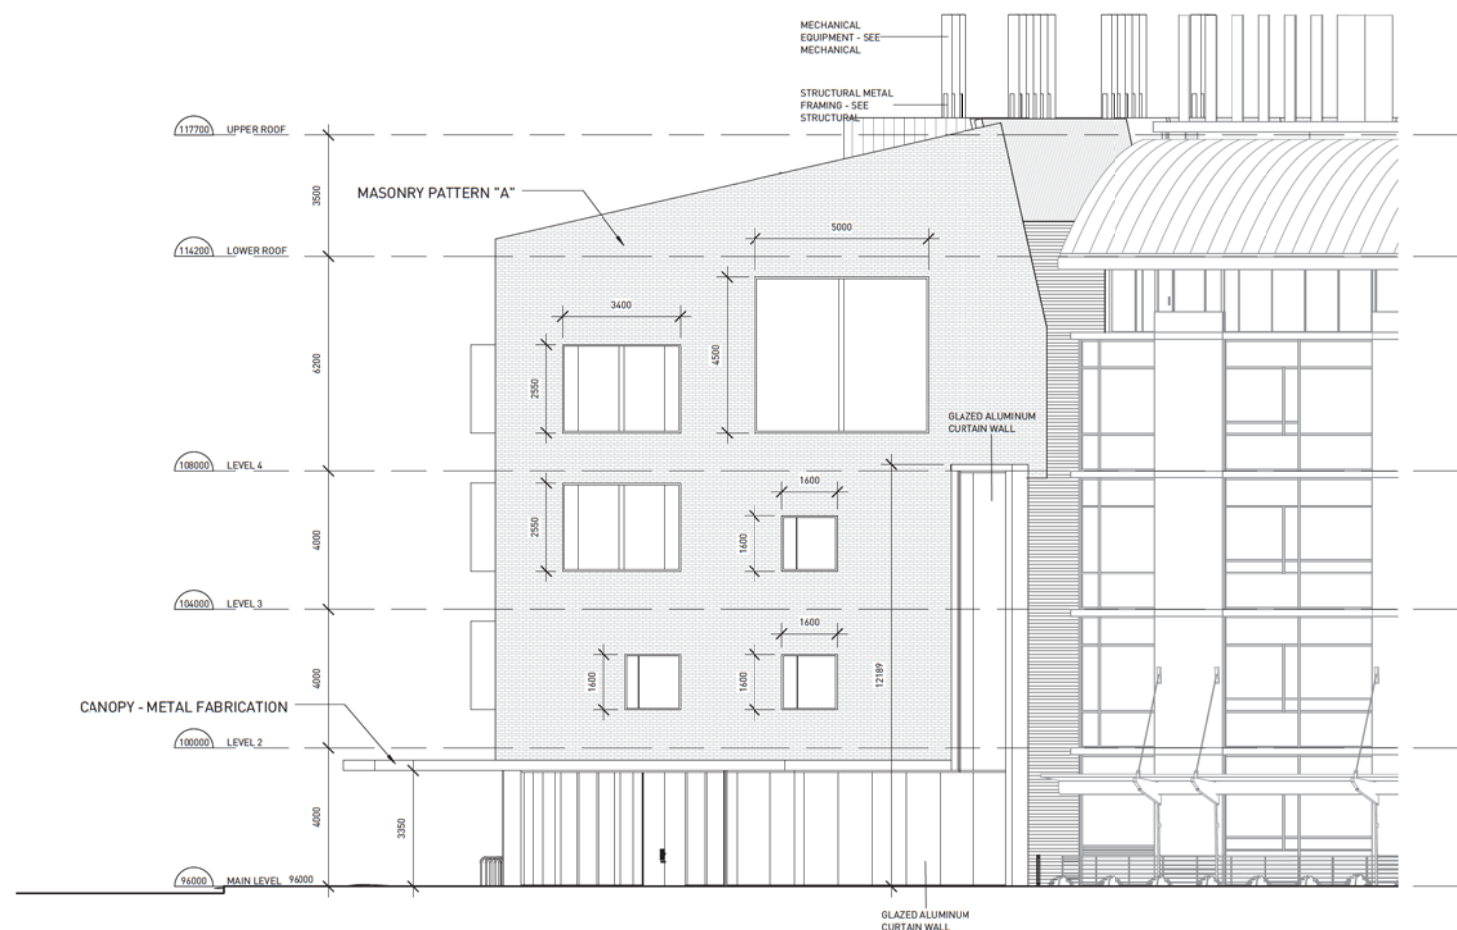 MECHANICAL
EQUIPMENT - SEE
MECHANICAL
STRUCTURAL METAL
FRAMING - SEE
STRUCTURAL
117700 UPPER ROOF
3500
MASONRY PATTERN "A"
5000
114200 LOWER ROOF
3400
4500
6200
2550
GLAZED ALUMINUM
CURTAIN WALL
108000 LEVEL 4
1600
2550
4000
1600
104000 LEVEL 3
1600
12189
4000
1600
1600
CANOPY - METAL FABRICATION
100000 LEVEL 2
4000
3350
96000 MAIN LEVEL 96000
GLAZED ALUMINUM
CURTAIN WALL